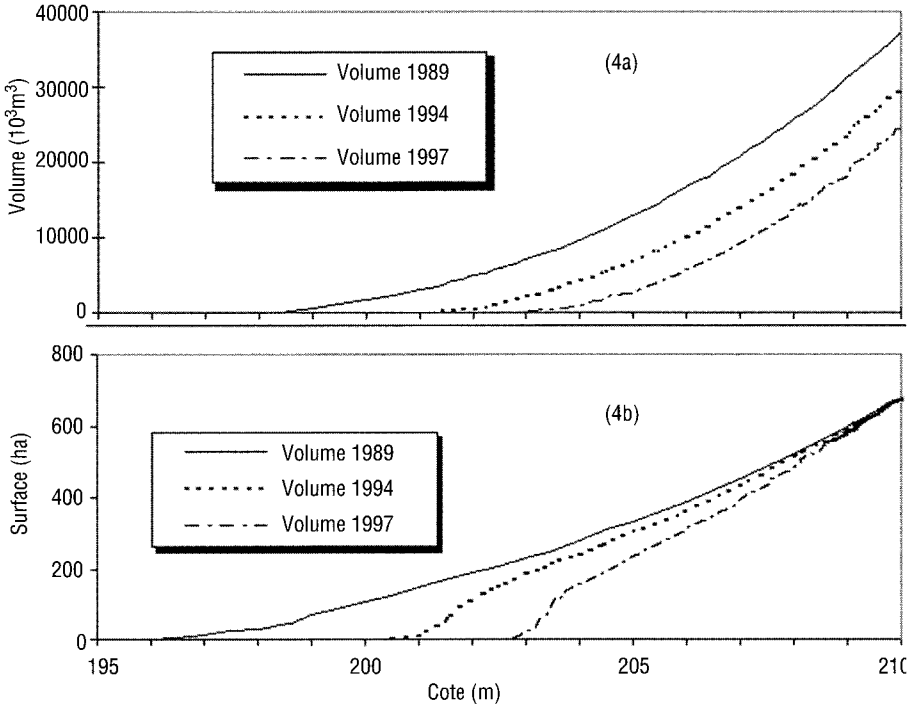 40000
30000
20000
10000
0
Volume (10³m³)
Volume 1989
Volume 1994
Volume 1997
(4a)
800
600
400
200
0
Surface (ha)
Volume 1989
Volume 1994
Volume 1997
(4b)
195
200
205
210
Cote (m)